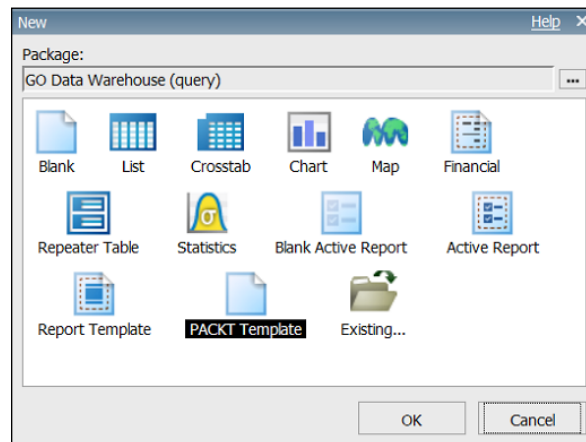 New Help
Package:
GO Data Warehouse (query) ...
Blank List Crosstab Chart Map Financial
Repeater Table Statistics Blank Active Report Active Report
Report Template PACKT Template Existing...
OK Cancel